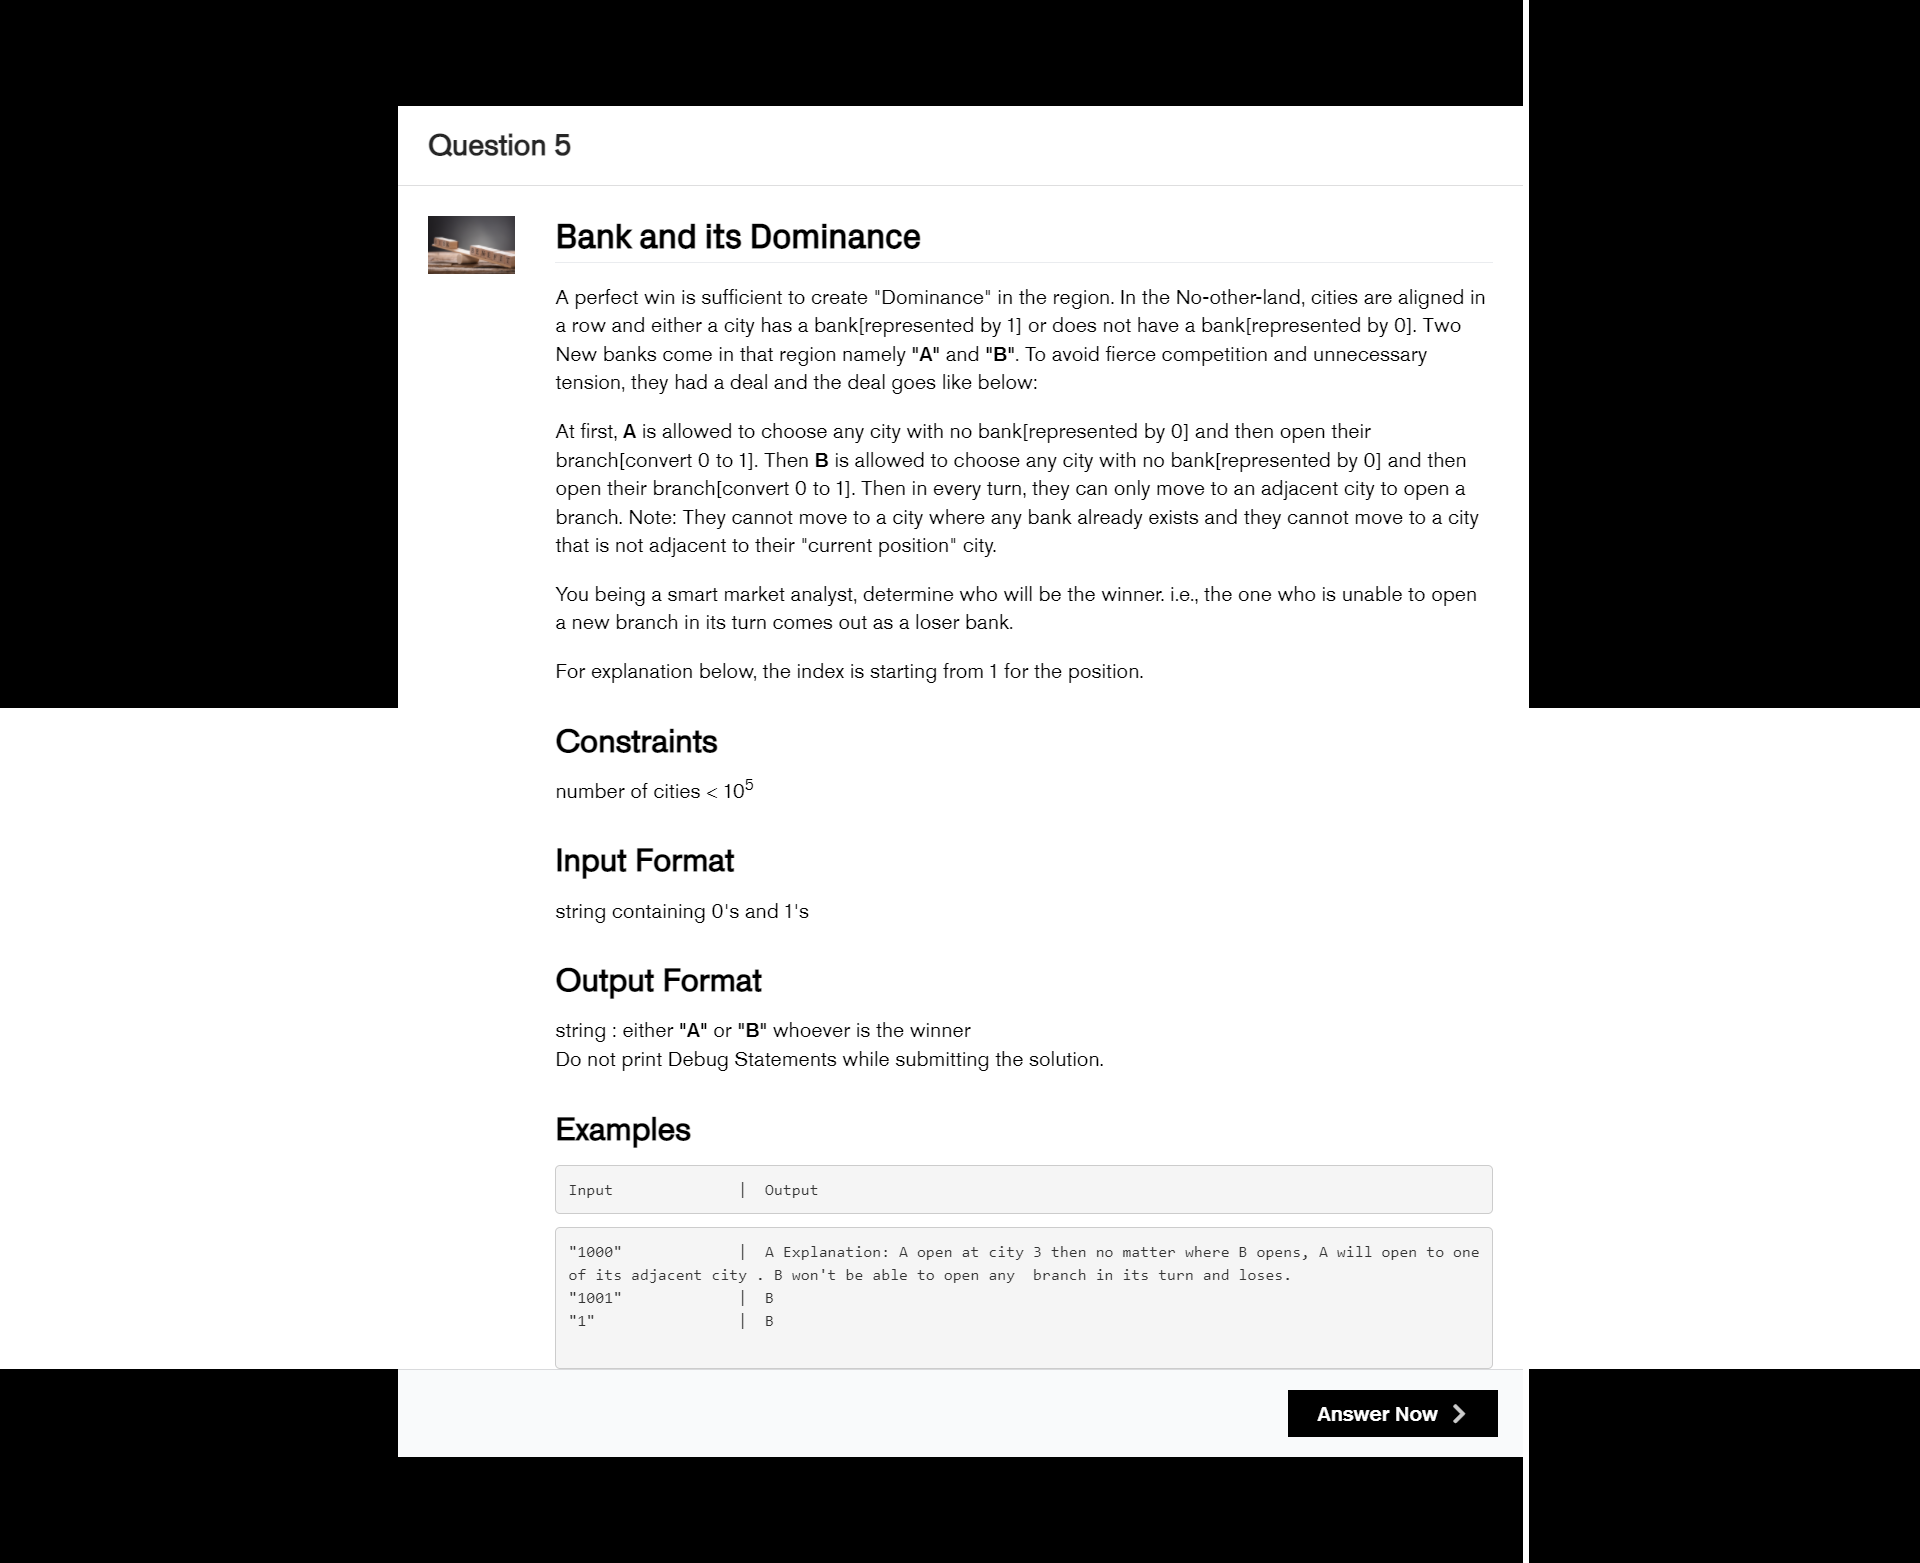 Question 5
Bank and its Dominance
A perfect win is sufficient to create "Dominance" in the region. In the No-other-land, cities are aligned in
a row and either a city has a bank[represented by 1] or does not have a bank[represented by 0]. Two
New banks come in that region namely "A" and "B". To avoid fierce competition and unnecessary
tension, they had a deal and the deal goes like below:
At first, A is allowed to choose any city with no bank[represented by 0] and then open their
branch[convert 0 to 1]. Then B is allowed to choose any city with no bank[represented by 0] and then
open their branch[convert 0 to 1]. Then in every turn, they can only move to an adjacent city to open a
branch. Note: They cannot move to a city where any bank already exists and they cannot move to a city
that is not adjacent to their "current position" city.
You being a smart market analyst, determine who will be the winner. i.e., the one who is unable to open
a new branch in its turn comes out as a loser bank.
For explanation below, the index is starting from 1 for the position.
Constraints
number of cities < 10^5
Input Format
string containing 0's and 1's
Output Format
string : either "A" or "B" whoever is the winner
Do not print Debug Statements while submitting the solution.
Examples
Input | Output
"1000" | A Explanation: A open at city 3 then no matter where B opens, A will open to one
of its adjacent city . B won't be able to open any branch in its turn and loses.
"1001" | B
"1" | B
Answer Now